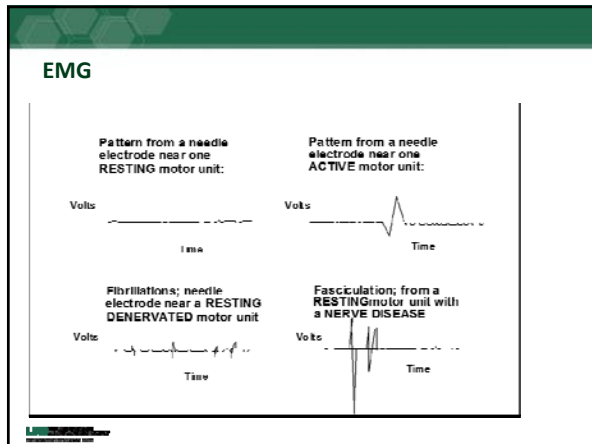 EMG
Pattern from a needle
electrode near one
RESTING motor unit:
Volts
Time
Pattern from a needle
electrode near one
ACTIVE motor unit:
Volts
Time
Fibrillations; needle
electrode near a RESTING
DENERVATED motor unit
Volts
Time
Fasciculation; from a
RESTINGmotor unit with
a NERVE DISEASE
Volts
Time